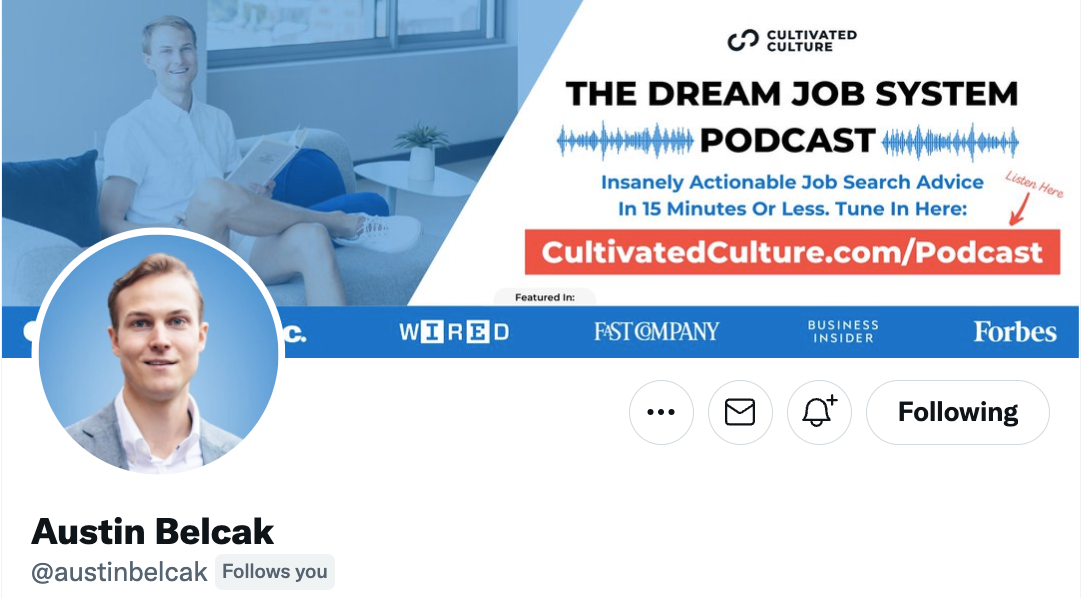 CULTIVATED
CULTURE
THE DREAM JOB SYSTEM
PODCAST
Insanely Actionable Job Search Advice
In 15 Minutes Or Less. Tune In Here:
Listen Here
CultivatedCulture.com/Podcast
Featured In:
c.
WIRED
FAST COMPANY
BUSINESS
INSIDER
Forbes
Following
Austin Belcak
@austinbelcak Follows you